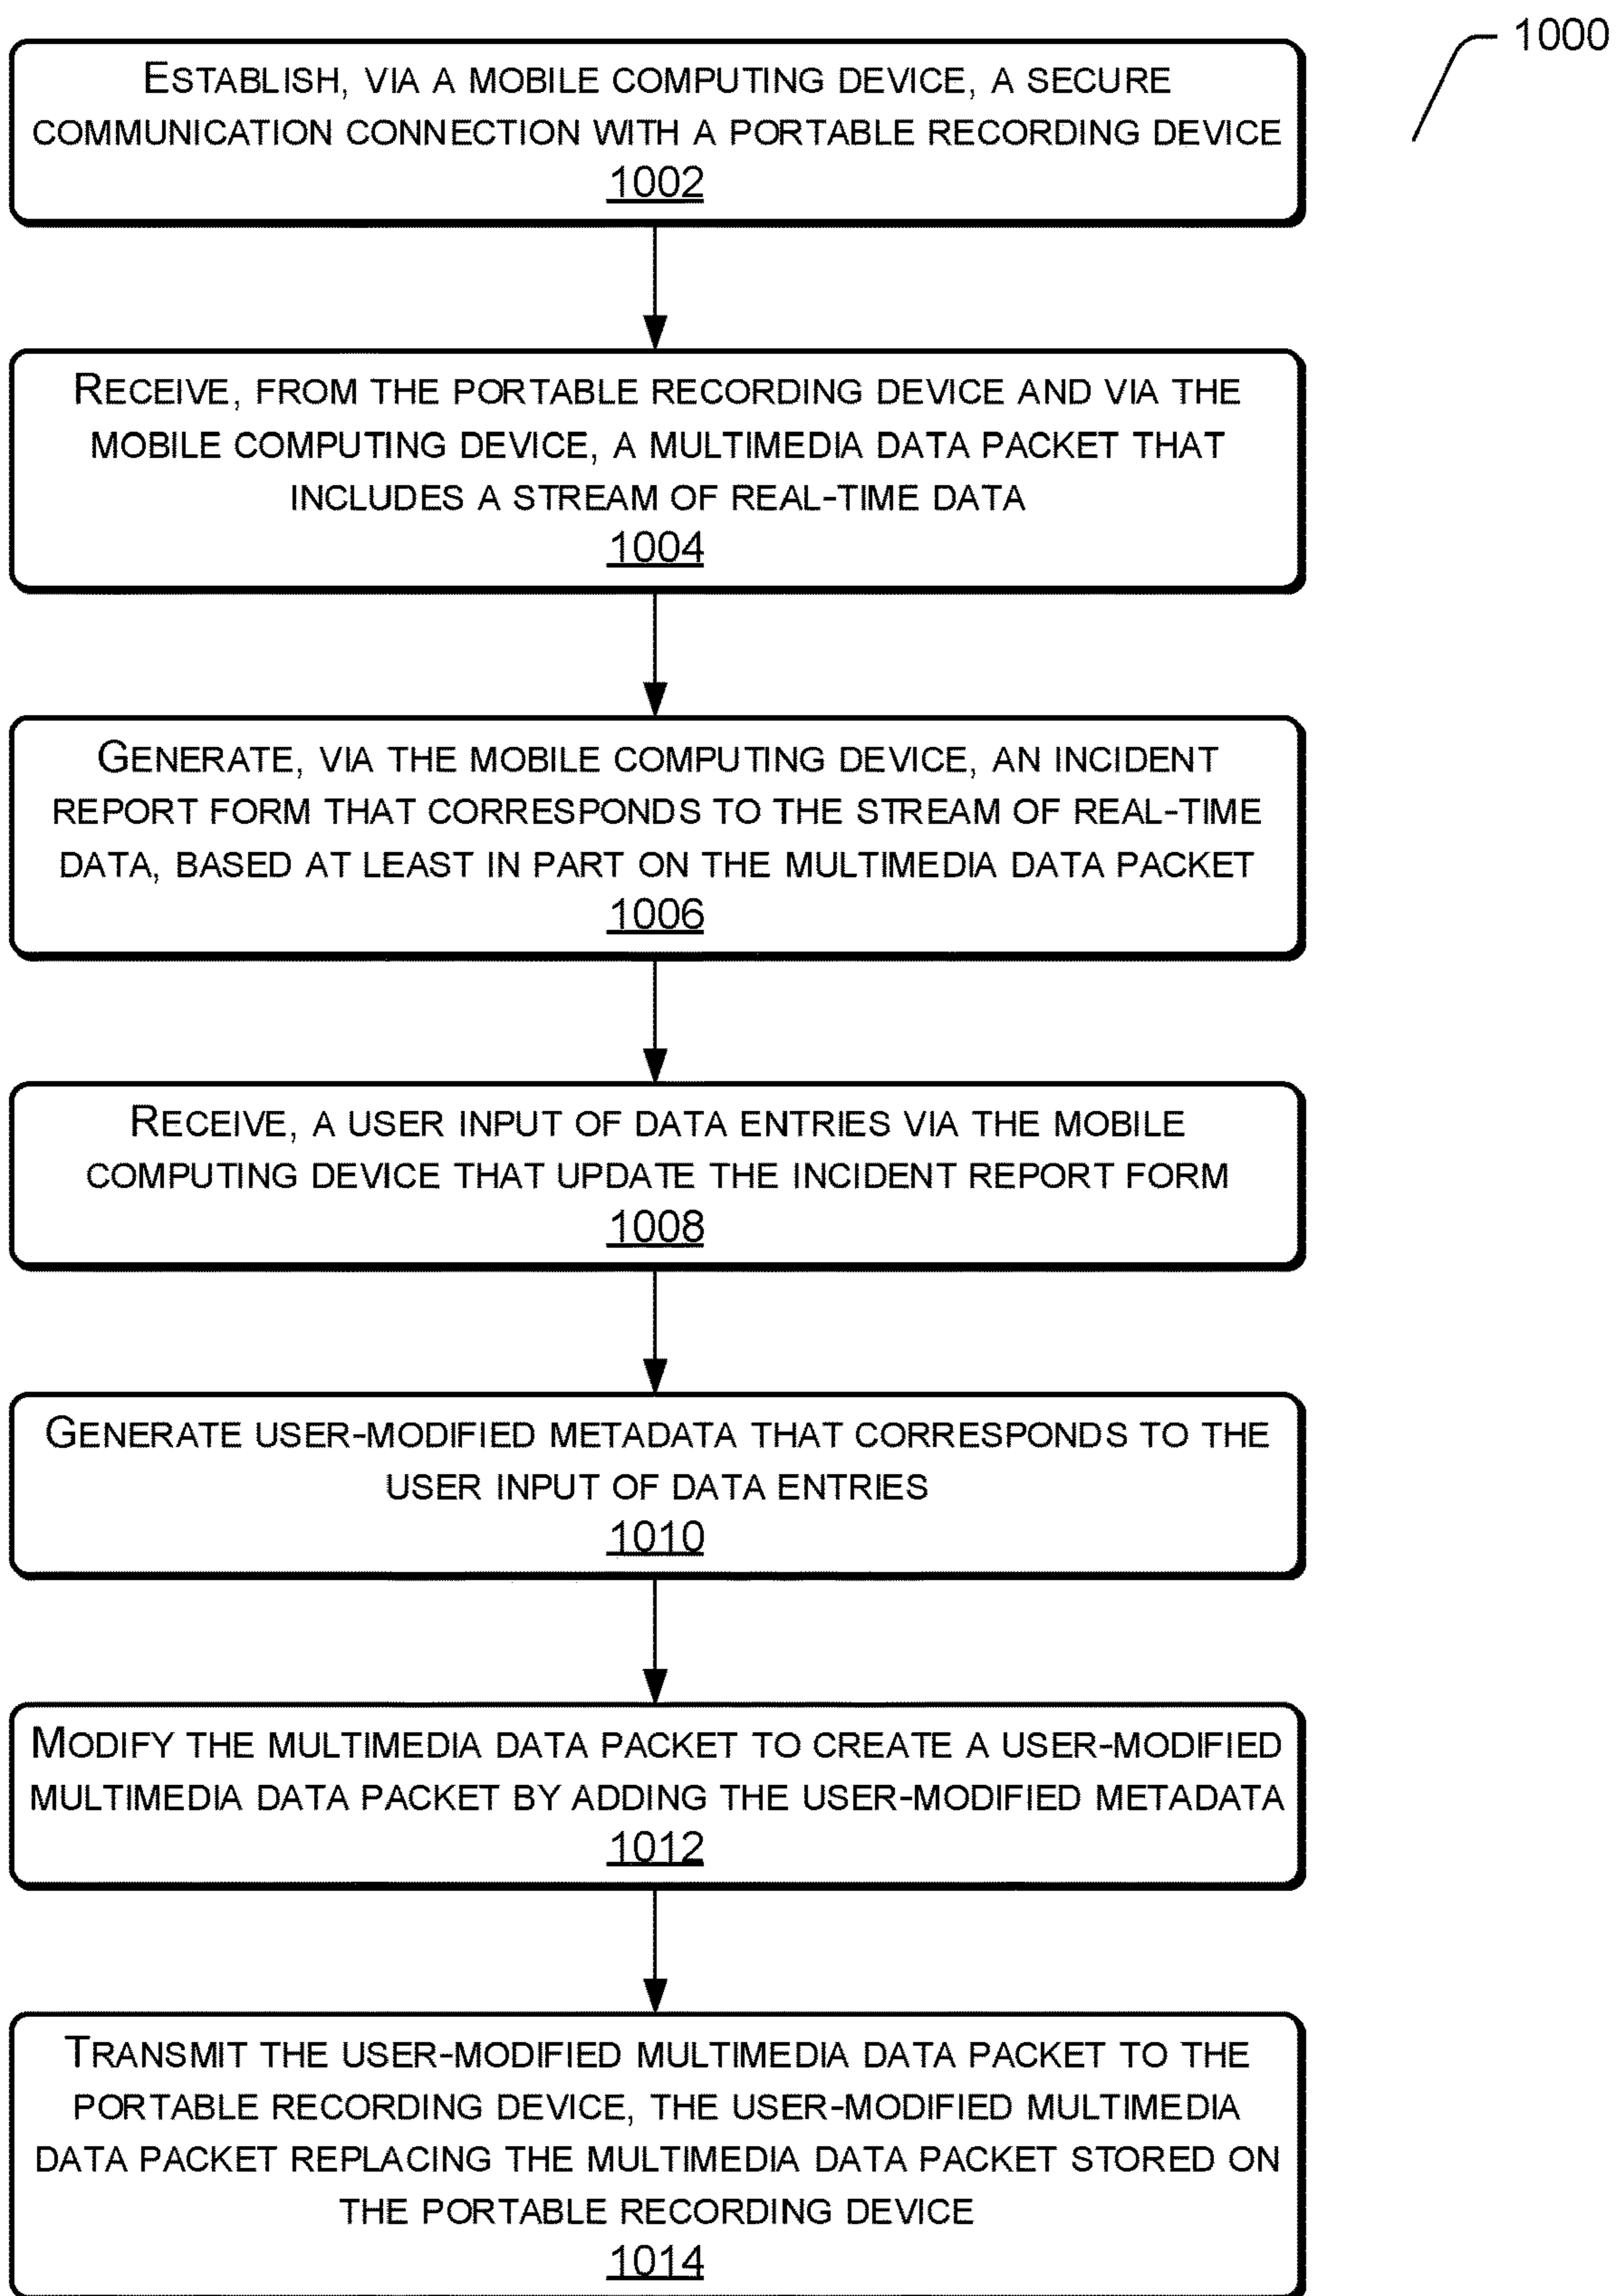 1000
ESTABLISH, VIA A MOBILE COMPUTING DEVICE, A SECURE
COMMUNICATION CONNECTION WITH A PORTABLE RECORDING DEVICE
1002
RECEIVE, FROM THE PORTABLE RECORDING DEVICE AND VIA THE
MOBILE COMPUTING DEVICE, A MULTIMEDIA DATA PACKET THAT
INCLUDES A STREAM OF REAL-TIME DATA
1004
GENERATE, VIA THE MOBILE COMPUTING DEVICE, AN INCIDENT
REPORT FORM THAT CORRESPONDS TO THE STREAM OF REAL-TIME
DATA, BASED AT LEAST IN PART ON THE MULTIMEDIA DATA PACKET
1006
RECEIVE, A USER INPUT OF DATA ENTRIES VIA THE MOBILE
COMPUTING DEVICE THAT UPDATE THE INCIDENT REPORT FORM
1008
GENERATE USER-MODIFIED METADATA THAT CORRESPONDS TO THE
USER INPUT OF DATA ENTRIES
1010
MODIFY THE MULTIMEDIA DATA PACKET TO CREATE A USER-MODIFIED
MULTIMEDIA DATA PACKET BY ADDING THE USER-MODIFIED METADATA
1012
TRANSMIT THE USER-MODIFIED MULTIMEDIA DATA PACKET TO THE
PORTABLE RECORDING DEVICE, THE USER-MODIFIED MULTIMEDIA
DATA PACKET REPLACING THE MULTIMEDIA DATA PACKET STORED ON
THE PORTABLE RECORDING DEVICE
1014